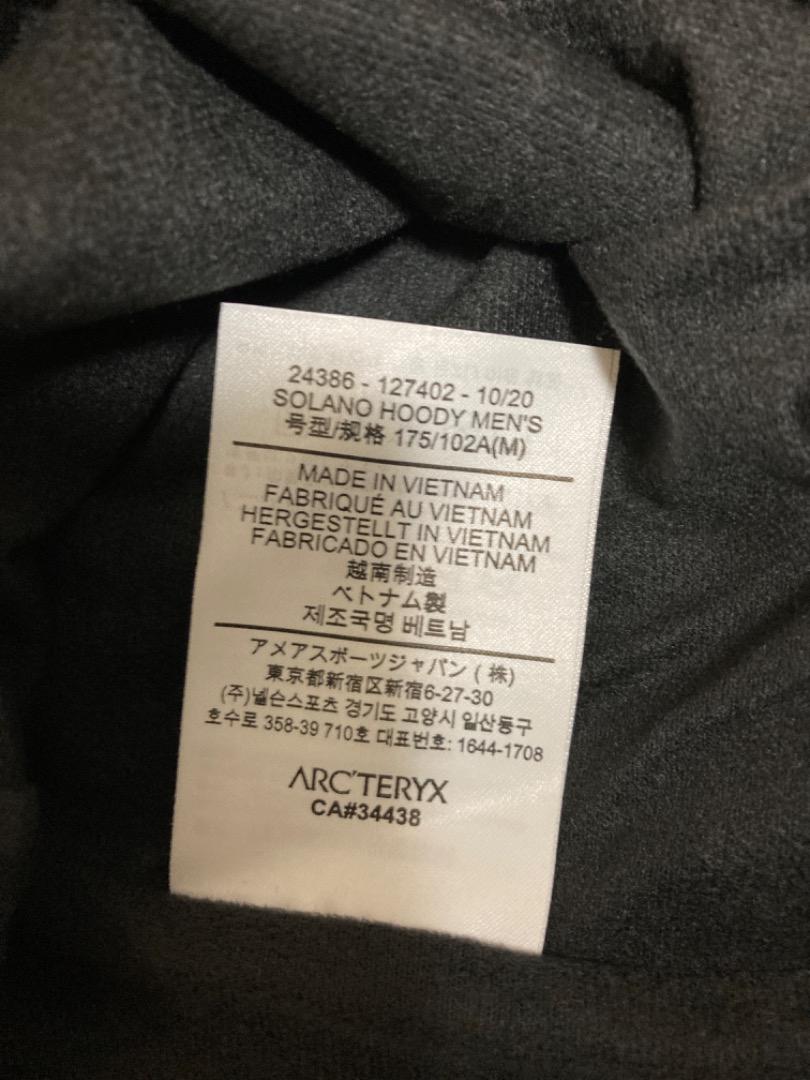 24386 - 127402 - 10/20
SOLANO HOODY MEN'S
号型/规格 175/102A(M)
MADE IN VIETNAM
FABRIQUÉ AU VIETNAM
HERGESTELLT IN VIETNAM
FABRICADO EN VIETNAM
越南制造
ベトナム製
제조국명 베트남
アメアスポーツジャパン ( 株)
東京都新宿区新宿6-27-30
(주)넬슨스포츠 경기도 고양시 일산동구
호수로 358-39 710호 대표번호: 1644-1708
ARC'TERYX
CA#34438